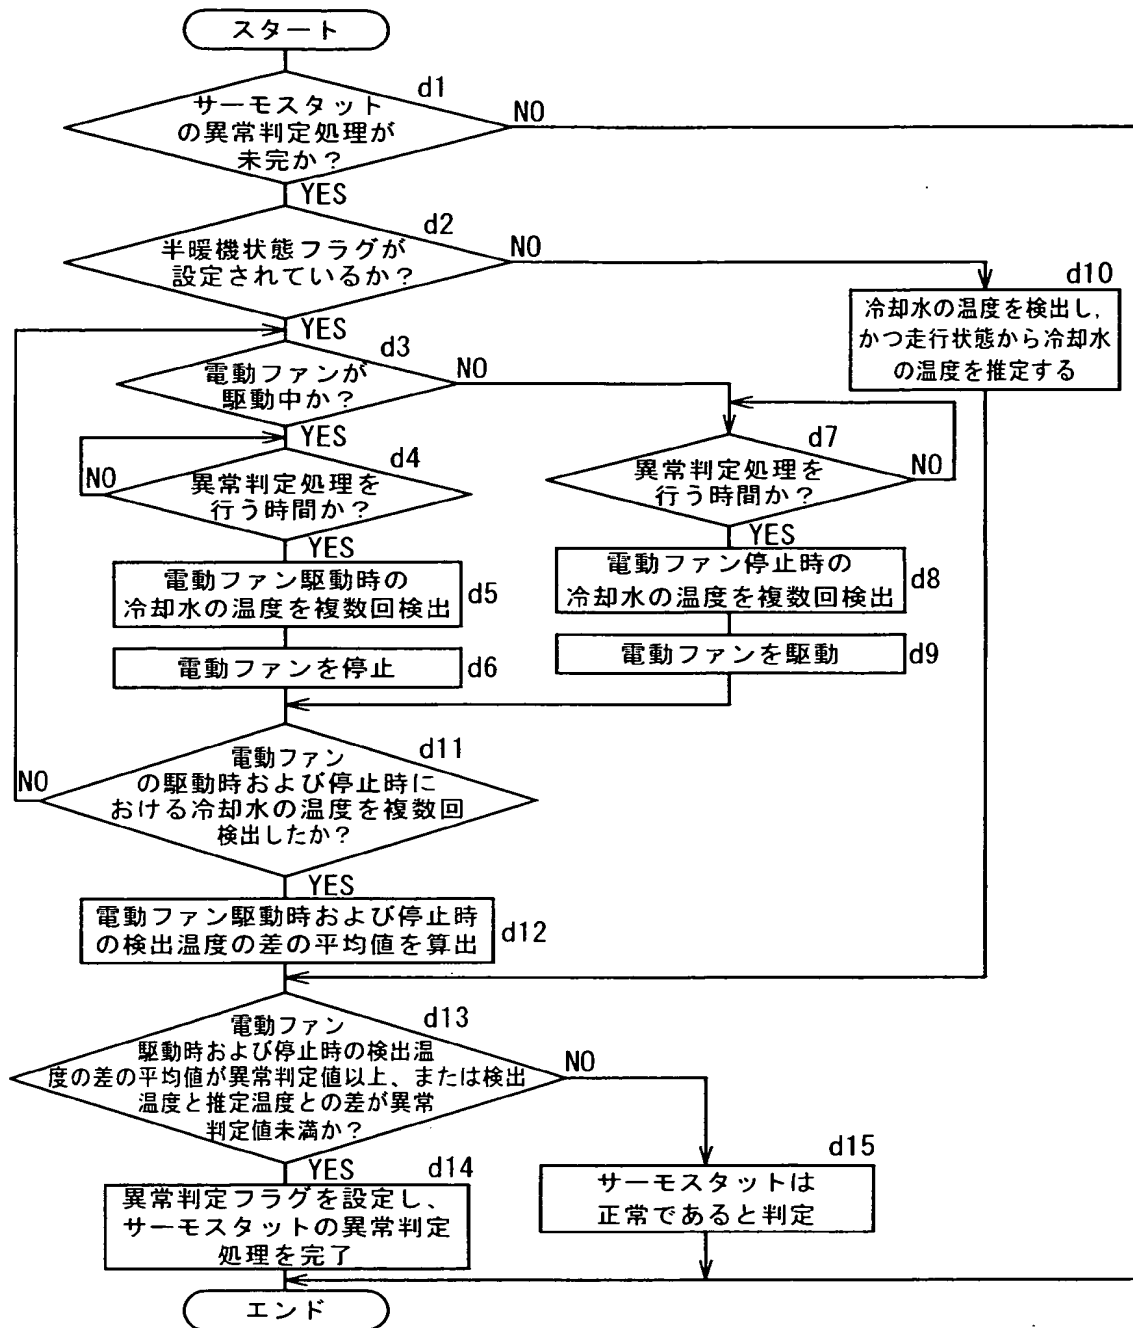 スタート
d1
サーモスタット
の異常判定処理が
未完か？
NO
YES
d2
半暖機状態フラグが
設定されているか？
NO
YES
d10
冷却水の温度を検出し,
かつ走行状態から冷却水
の温度を推定する
d3
電動ファンが
駆動中か？
NO
YES
d4
異常判定処理を
行う時間か？
NO
YES
d7
異常判定処理を
行う時間か？
NO
YES
電動ファン駆動時の
冷却水の温度を複数回検出
d5
電動ファン停止時の
冷却水の温度を複数回検出
d8
電動ファンを停止
d6
電動ファンを駆動
d9
d11
電動ファン
の駆動時および停止時に
おける冷却水の温度を複数回
検出したか？
NO
YES
電動ファン駆動時および停止時
の検出温度の差の平均値を算出
d12
d13
電動ファン
駆動時および停止時の検出温
度の差の平均値が異常判定値以上、または検出
温度と推定温度との差が異常
判定値未満か？
NO
YES
d14
異常判定フラグを設定し、
サーモスタットの異常判定
処理を完了
d15
サーモスタットは
正常であると判定
エンド